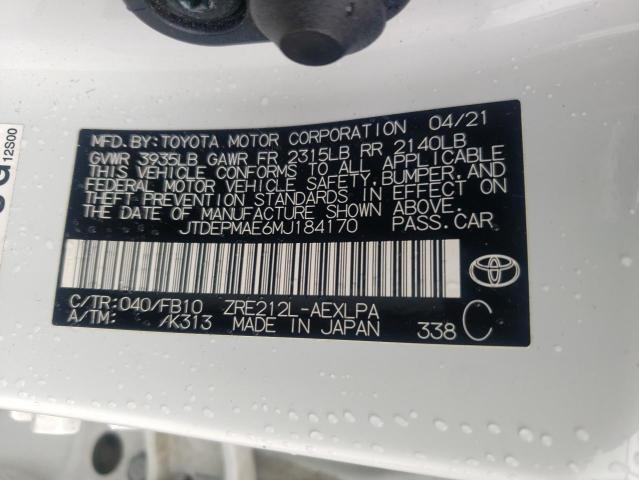 MFD. BY: TOYOTA MOTOR CORPORATION 04/21
GVWR 3935LB GAWR FR 2315LB RR 2140LB
THIS VEHICLE CONFORMS TO ALL APPLICABLE
FEDERAL MOTOR VEHICLE SAFETY, BUMPER, AND
THEFT PREVENTION STANDARDS IN EFFECT ON
THE DATE OF MANUFACTURE SHOWN ABOVE.
JTDEPMAE6MJ184170 PASS.CAR
C/TR:040/FB10 ZRE212L-AEXLPA
A/TM: /K313 MADE IN JAPAN 338 C
12S00